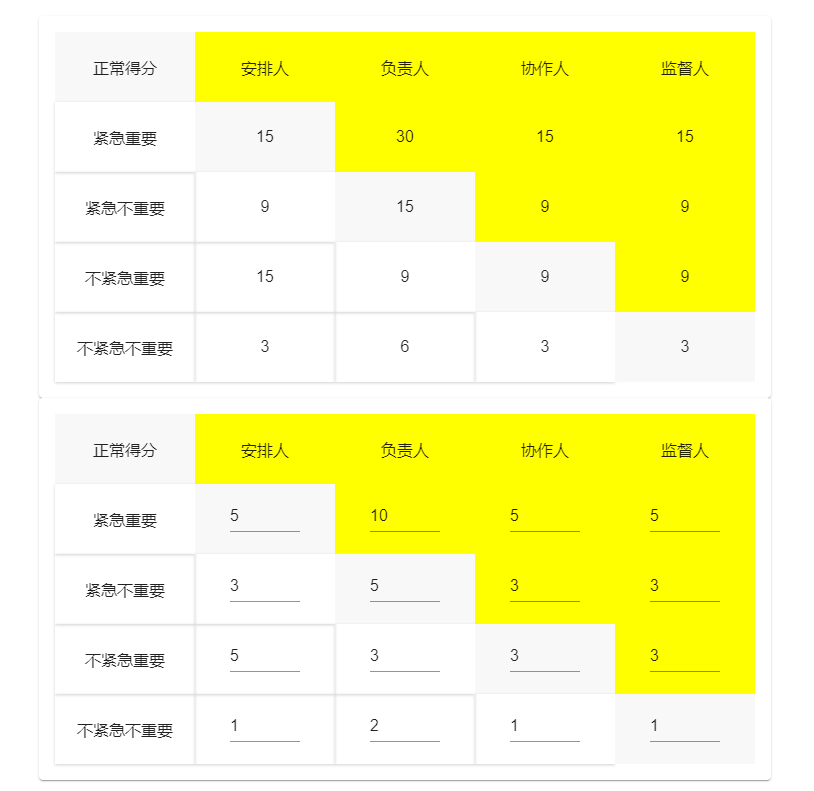 正常得分 安排人 负责人 协作人 监督人
紧急重要 15 30 15 15
紧急不重要 9 15 9 9
不紧急重要 15 9 9 9
不紧急不重要 3 6 3 3
正常得分 安排人 负责人 协作人 监督人
紧急重要 5 10 5 5
紧急不重要 3 5 3 3
不紧急重要 5 3 3 3
不紧急不重要 1 2 1 1